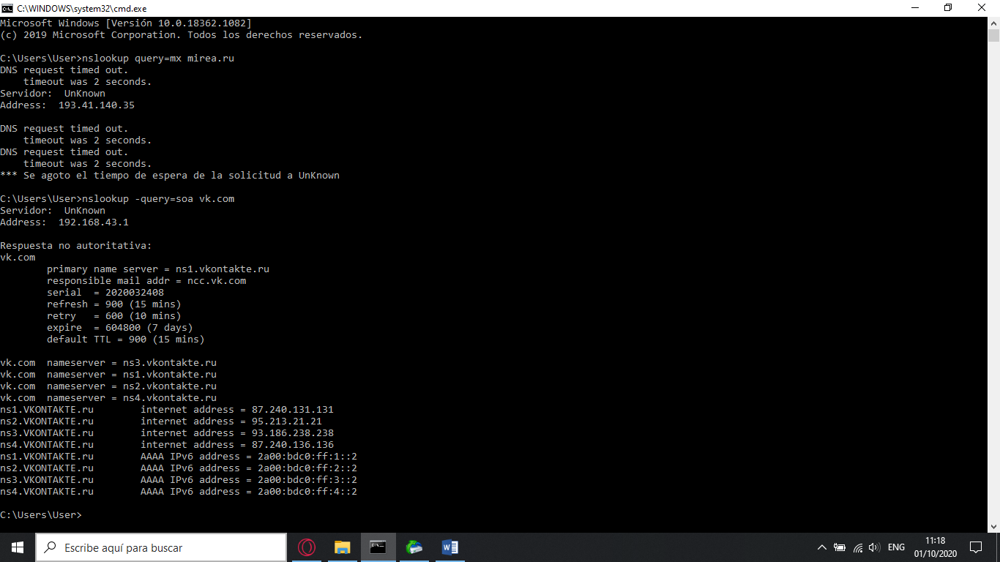 C:\WINDOWS\system32\cmd.exe
Microsoft Windows [Versión 10.0.18362.1082]
(c) 2019 Microsoft Corporation. Todos los derechos reservados.
C:\Users\User>nslookup query=mx mirea.ru
DNS request timed out.
    timeout was 2 seconds.
Servidor:  UnKnown
Address:  193.41.140.35
DNS request timed out.
    timeout was 2 seconds.
DNS request timed out.
    timeout was 2 seconds.
*** Se agoto el tiempo de espera de la solicitud a UnKnown
C:\Users\User>nslookup -query=soa vk.com
Servidor:  UnKnown
Address:  192.168.43.1
Respuesta no autoritativa:
vk.com
        primary name server = ns1.vkontakte.ru
        responsible mail addr = ncc.vk.com
        serial  = 2020032408
        refresh = 900 (15 mins)
        retry   = 600 (10 mins)
        expire  = 604800 (7 days)
        default TTL = 900 (15 mins)
vk.com  nameserver = ns3.vkontakte.ru
vk.com  nameserver = ns1.vkontakte.ru
vk.com  nameserver = ns2.vkontakte.ru
vk.com  nameserver = ns4.vkontakte.ru
ns1.VKONTAKTE.ru        internet address = 87.240.131.131
ns2.VKONTAKTE.ru        internet address = 95.213.21.21
ns3.VKONTAKTE.ru        internet address = 93.186.238.238
ns4.VKONTAKTE.ru        internet address = 87.240.136.136
ns1.VKONTAKTE.ru        AAAA IPv6 address = 2a00:bdc0:ff:1::2
ns2.VKONTAKTE.ru        AAAA IPv6 address = 2a00:bdc0:ff:2::2
ns3.VKONTAKTE.ru        AAAA IPv6 address = 2a00:bdc0:ff:3::2
ns4.VKONTAKTE.ru        AAAA IPv6 address = 2a00:bdc0:ff:4::2
C:\Users\User>
Escribe aquí para buscar
ENG
11:18
01/10/2020